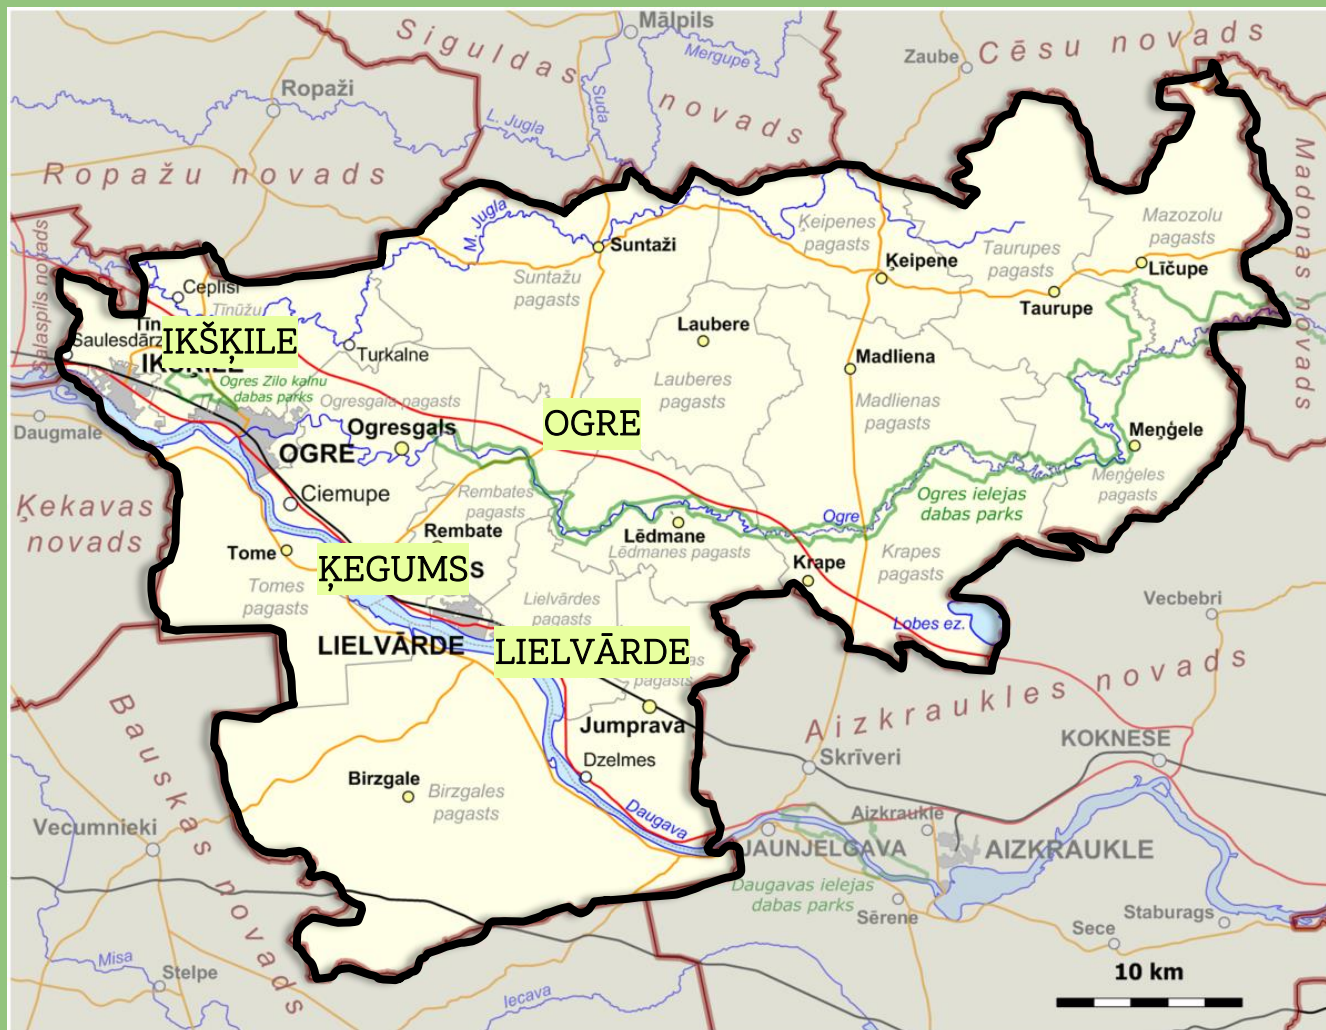 Mālpils
Siguldas
novads
Cēsu novads
Zaube
Mergupe
Suda
Ropaži
L. Jugla
Ropažu novads
Madonas novads
Salaspils novads
M. Jugla
Suntaži
Suntažu
pagasts
Ķeipenes
pagasts
Ķeipene
Taurupes
pagasts
Mazozolu
pagasts
Līčupe
Taurupe
Ceplīši
Tīnūžu
IKŠĶILE
Turkalne
Laubere
Lauberes
pagasts
Madliena
Madlienas
pagasts
Ogres Zilo kalnu
dabas parks
Ogresgala pagasts
OGRE
Daugmale
Ogresgals
OGRE
Meņģele
Meņģeles
pagasts
Ķekavas
novads
Ciemupe
Rembates
pagasts
Rembate
Ogres ielejas
dabas parks
Ogre
Lēdmane
Lēdmanes pagasts
Tome
Tomes
pagasts
ĶEGUMS
S
Krape
Krapes
pagasts
Lielvārdes
pagasts
Vecbebri
Lobes ez.
LIELVĀRDE
LIELVĀRDE
pagasts
Aizkraukles novads
Bauskas novads
Jumprava
Dzelmes
Skrīveri
KOKNESE
Birzgale
Birzgales
pagasts
Daugava
Vecumnieki
Aizkraukle
JAUNJELGAVA
AIZKRAUKLE
Daugavas ielejas
dabas parks
Sērene
Staburags
Sece
Misa
Stelpe
Iecava
10 km